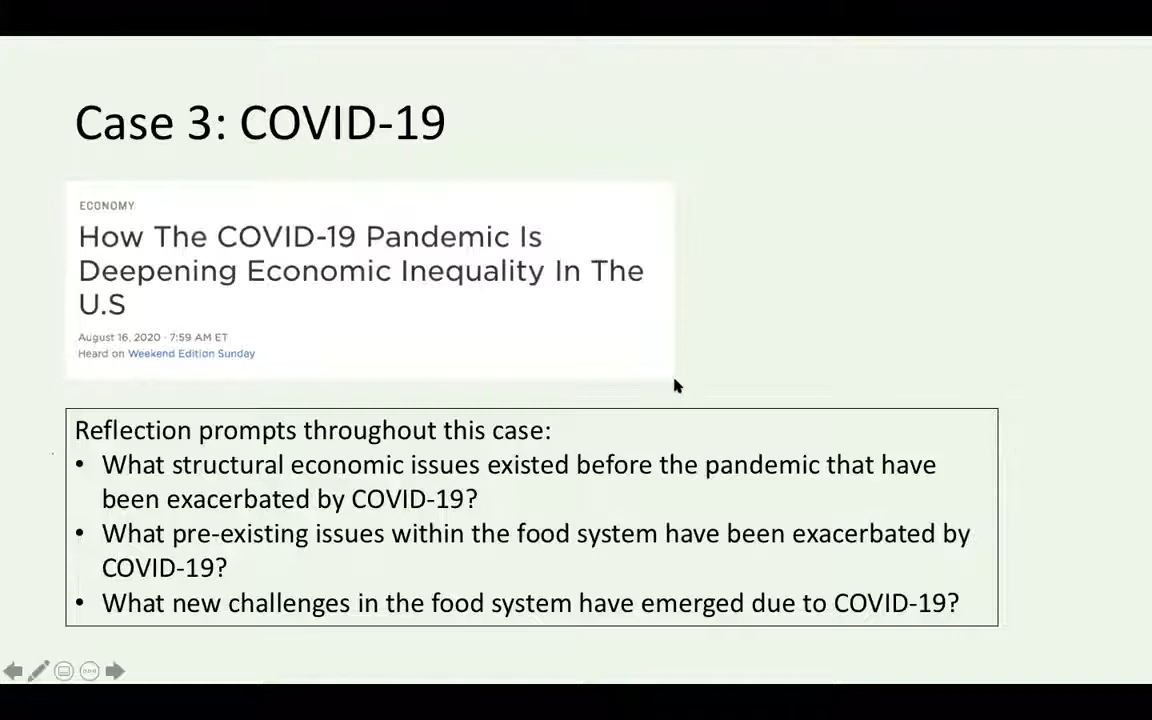 Case 3: COVID-19
ECONOMY
How The COVID-19 Pandemic Is
Deepening Economic Inequality In The
U.S
August 16, 2020 · 7:59 AM ET
Heard on Weekend Edition Sunday
Reflection prompts throughout this case:
• What structural economic issues existed before the pandemic that have
been exacerbated by COVID-19?
• What pre-existing issues within the food system have been exacerbated by
COVID-19?
• What new challenges in the food system have emerged due to COVID-19?